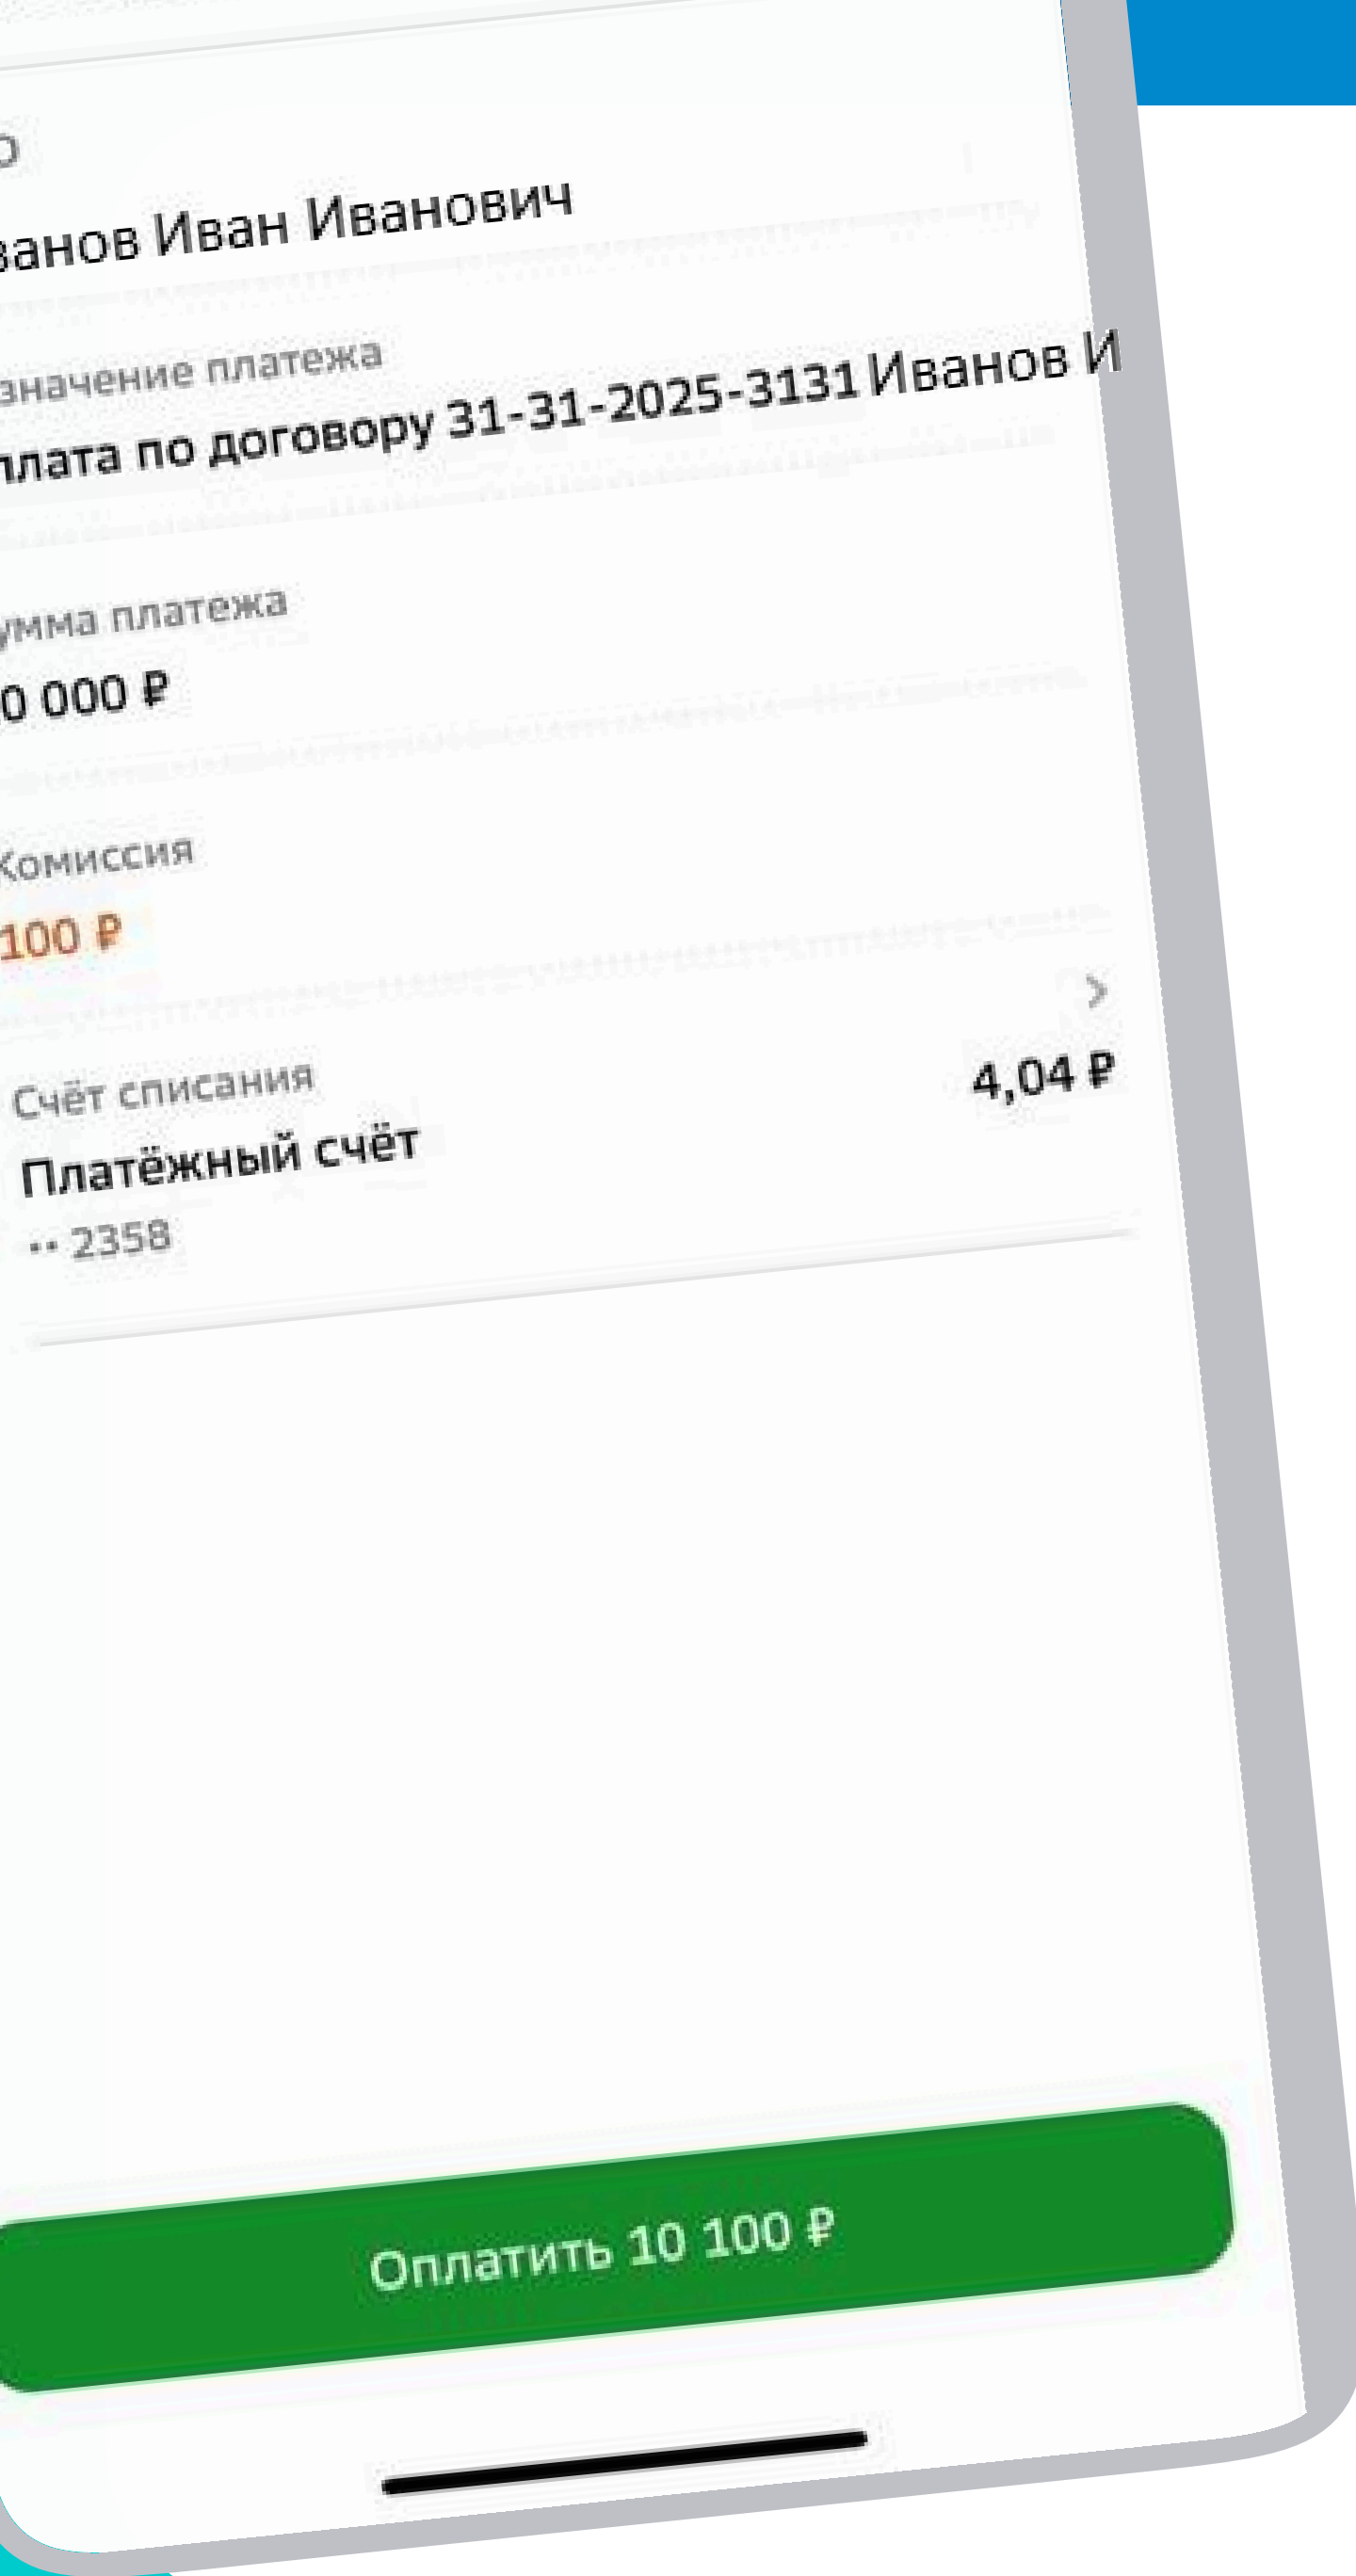 О
ванов Иван Иванович
значение платежа
плата по договору 31-31-2025-3131 Иванов И
умма платежа
0 000 ₽
Комиссия
100 ₽
Счёт списания
4,04 ₽
Платёжный счёт
•• 2358
Оплатить 10 100 ₽